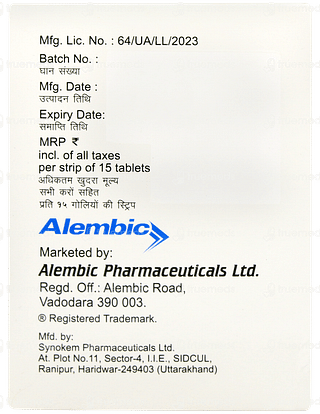 Mfg. Lic. No. : 64/UA/LL/2023
Batch No. :
घान संख्या
Mfg. Date :
उत्पादन तिथि
Expiry Date:
समाप्ति तिथि
MRP ₹
incl. of all taxes
per strip of 15 tablets
अधिकतम खुदरा मूल्य
सभी करों सहित
प्रति १५ गोलियों की स्ट्रिप
Alembic
Marketed by:
Alembic Pharmaceuticals Ltd.
Regd. Off.: Alembic Road,
Vadodara 390 003.
® Registered Trademark.
Mfd. by:
Synokem Pharmaceuticals Ltd.
At. Plot No.11, Sector-4, I.I.E., SIDCUL,
Ranipur, Haridwar-249403 (Uttarakhand)